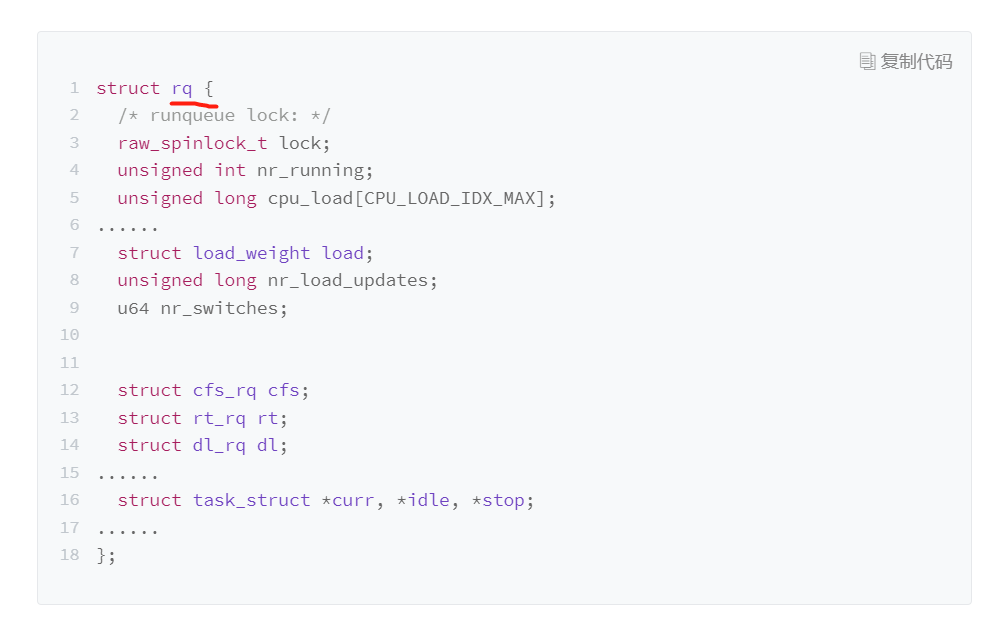 复制代码
1 struct rq {
2 /* runqueue lock: */
3 raw_spinlock_t lock;
4 unsigned int nr_running;
5 unsigned long cpu_load[CPU_LOAD_IDX_MAX];
6 ......
7 struct load_weight load;
8 unsigned long nr_load_updates;
9 u64 nr_switches;
10
11
12 struct cfs_rq cfs;
13 struct rt_rq rt;
14 struct dl_rq dl;
15 ......
16 struct task_struct *curr, *idle, *stop;
17 ......
18 };